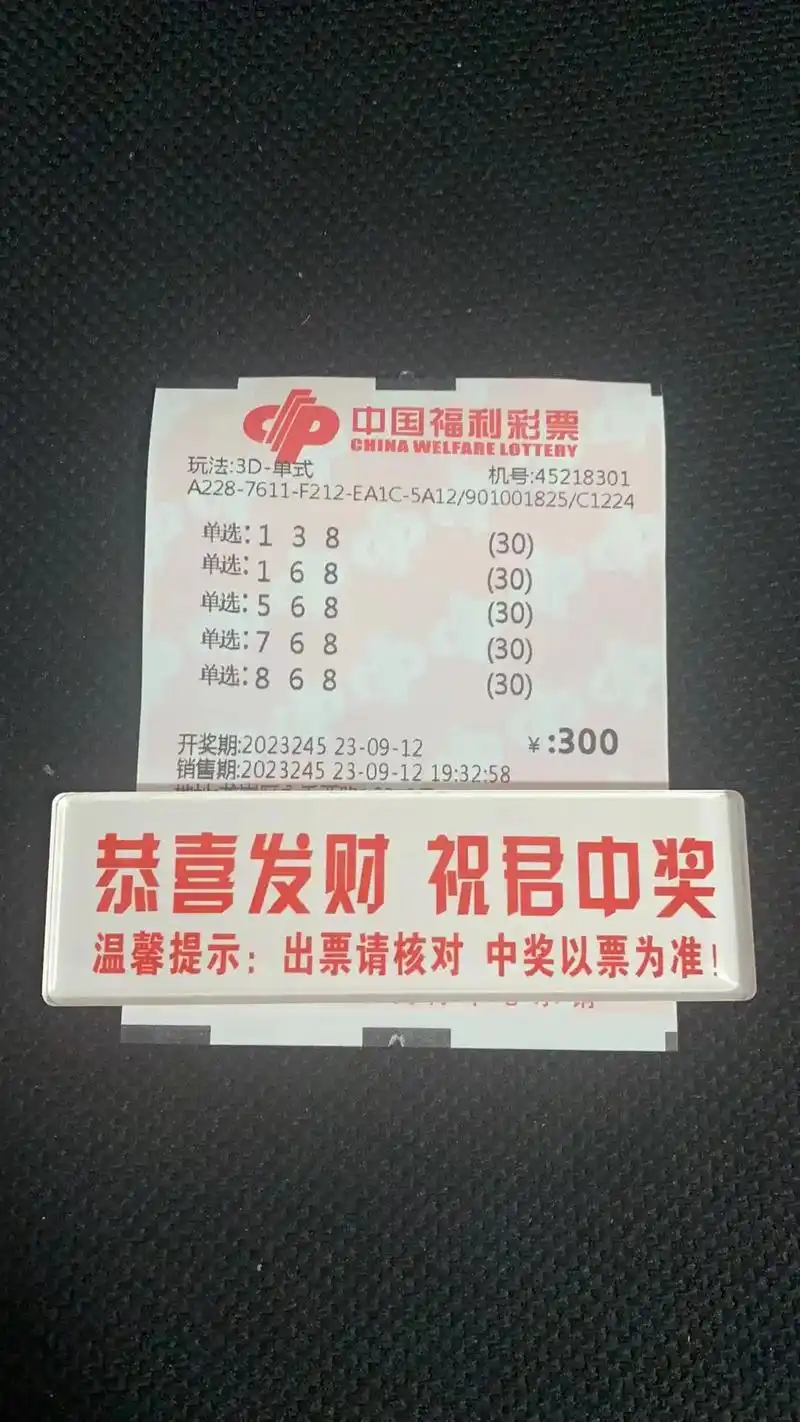 中国福利彩票
CHINA WELFARE LOTTERY
玩法:3D-单式 机号:45218301
A228-7611-F212-EA1C-5A12/901001825/C1224
单选:1 3 8 (30)
单选:1 6 8 (30)
单选:5 6 8 (30)
单选:7 6 8 (30)
单选:8 6 8 (30)
开奖期:2023245 23-09-12 ¥:300
销售期:2023245 23-09-12 19:32:58
恭喜发财 祝君中奖
温馨提示: 出票请核对 中奖以票为准!